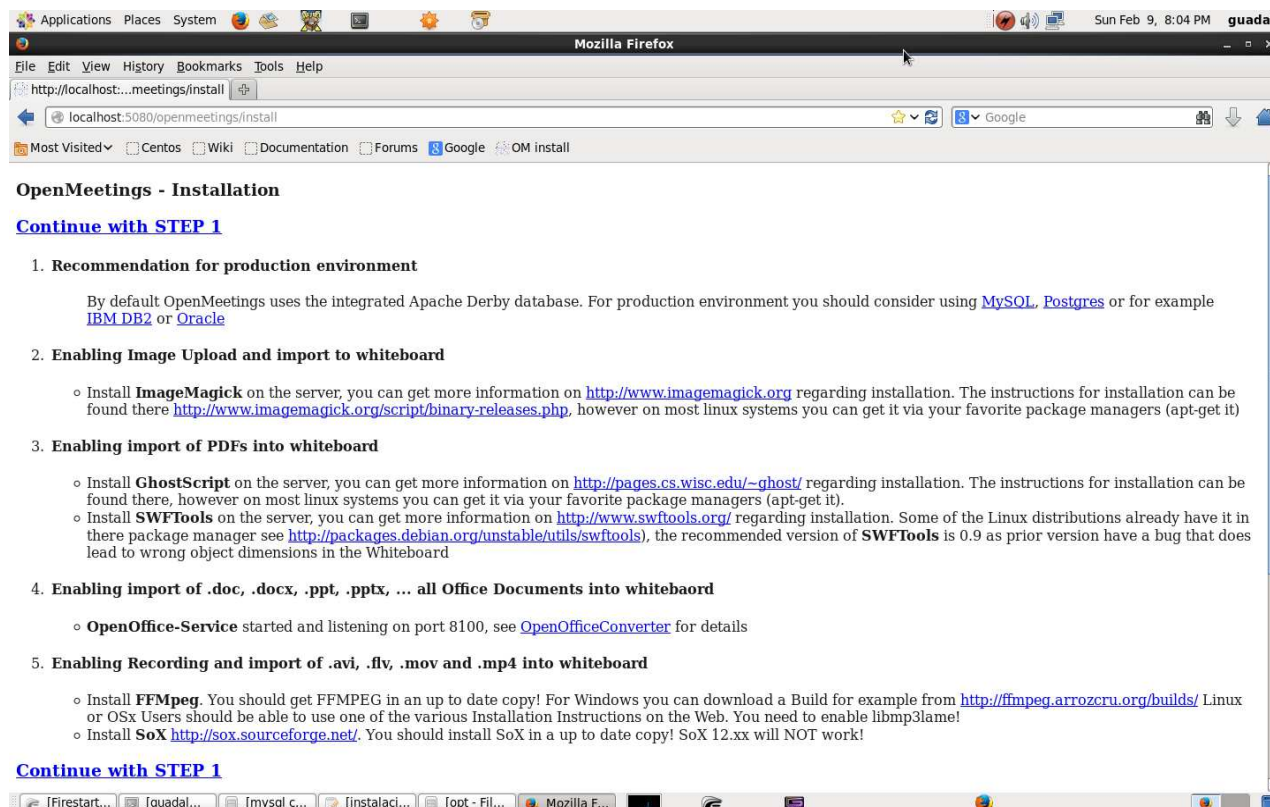 Applications Places System Sun Feb 9, 8:04 PM guada
Mozilla Firefox
File Edit View History Bookmarks Tools Help
http://localhost:...meetings/install
localhost:5080/openmeetings/install Google
Most Visited Centos Wiki Documentation Forums Google OM install
OpenMeetings - Installation
Continue with STEP 1
1. Recommendation for production environment
By default OpenMeetings uses the integrated Apache Derby database. For production environment you should consider using MySQL, Postgres or for example
IBM DB2 or Oracle
2. Enabling Image Upload and import to whiteboard
Install ImageMagick on the server, you can get more information on http://www.imagemagick.org regarding installation. The instructions for installation can be
found there http://www.imagemagick.org/script/binary-releases.php, however on most linux systems you can get it via your favorite package managers (apt-get it)
3. Enabling import of PDFs into whiteboard
Install GhostScript on the server, you can get more information on http://pages.cs.wisc.edu/~ghost/ regarding installation. The instructions for installation can be
found there, however on most linux systems you can get it via your favorite package managers (apt-get it).
Install SWFTools on the server, you can get more information on http://www.swftools.org/ regarding installation. Some of the Linux distributions already have it in
there package manager see http://packages.debian.org/unstable/utils/swftools), the recommended version of SWFTools is 0.9 as prior version have a bug that does
lead to wrong object dimensions in the Whiteboard
4. Enabling import of .doc, .docx, .ppt, .pptx, ... all Office Documents into whitebaord
OpenOffice-Service started and listening on port 8100, see OpenOfficeConverter for details
5. Enabling Recording and import of .avi, .flv, .mov and .mp4 into whiteboard
Install FFMpeg. You should get FFMPEG in an up to date copy! For Windows you can download a Build for example from http://ffmpeg.arrozcru.org/builds/ Linux
or OSx Users should be able to use one of the various Installation Instructions on the Web. You need to enable libmp3lame!
Install SoX http://sox.sourceforge.net/. You should install SoX in a up to date copy! SoX 12.xx will NOT work!
Continue with STEP 1
[Firestart... [guadal... [mysql c... [instalaci... [opt - Fil... Mozilla F...